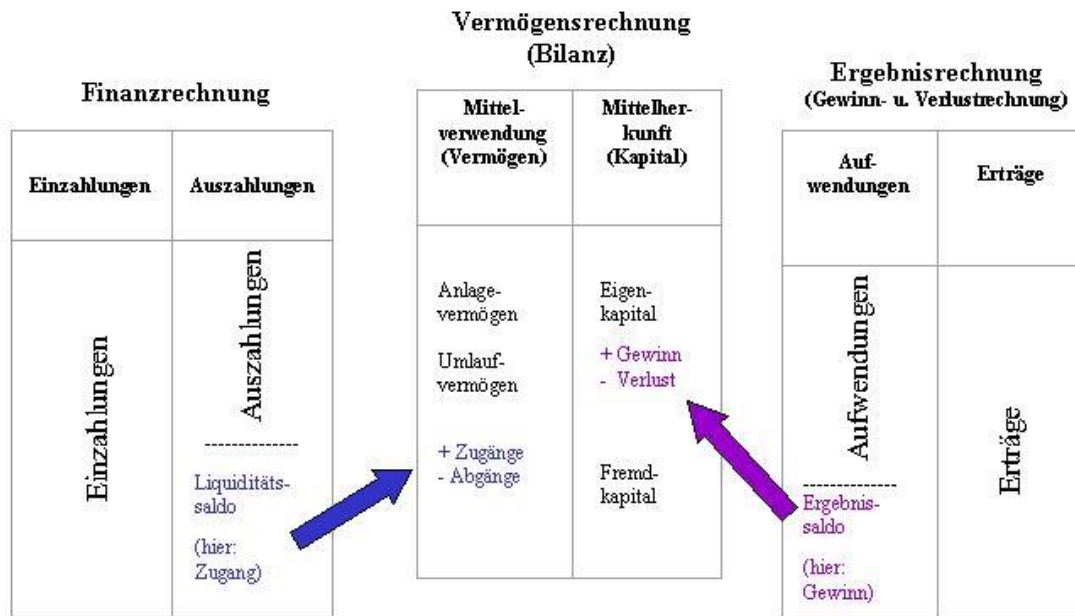 Vermögensrechnung
(Bilanz)
Finanzrechnung
Ergebnisrechnung
(Gewinn- u. Verlustrechnung)
Einzahlungen
Auszahlungen
Einzahlungen
Auszahlungen
Liquiditäts-
saldo
(hier:
Zugang)
Mittel-
verwendung
(Vermögen)
Mittelher-
kunft
(Kapital)
Anlage-
vermögen
Umlauf-
vermögen
+ Zugänge
- Abgänge
Eigen-
kapital
+ Gewinn
- Verlust
Fremd-
kapital
Auf-
wendungen
Erträge
Aufwendungen
Ergebnis-
saldo
(hier:
Gewinn)
Erträge